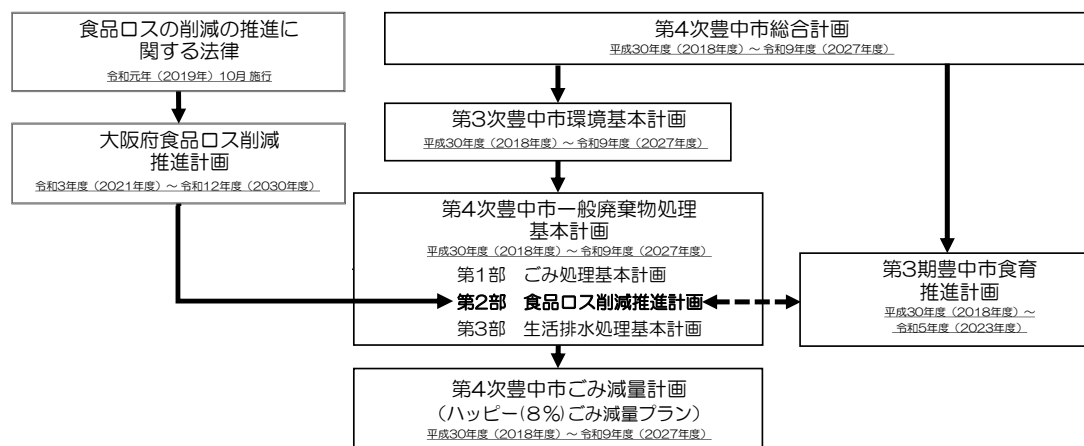 食品ロスの削減の推進に
関する法律
令和元年（2019年）10月 施行
大阪府食品ロス削減
推進計画
令和3年度（2021年度）～令和12年度（2030年度）
第4次豊中市総合計画
平成30年度（2018年度）～令和9年度（2027年度）
第3次豊中市環境基本計画
平成30年度（2018年度）～令和9年度（2027年度）
第4次豊中市一般廃棄物処理
基本計画
平成30年度（2018年度）～令和9年度（2027年度）
第1部　ごみ処理基本計画
第2部　食品ロス削減推進計画
第3部　生活排水処理基本計画
第3期豊中市食育
推進計画
平成30年度（2018年度）～
令和5年度（2023年度）
第4次豊中市ごみ減量計画
（ハッピー(8％)ごみ減量プラン）
平成30年度（2018年度）～令和9年度（2027年度）